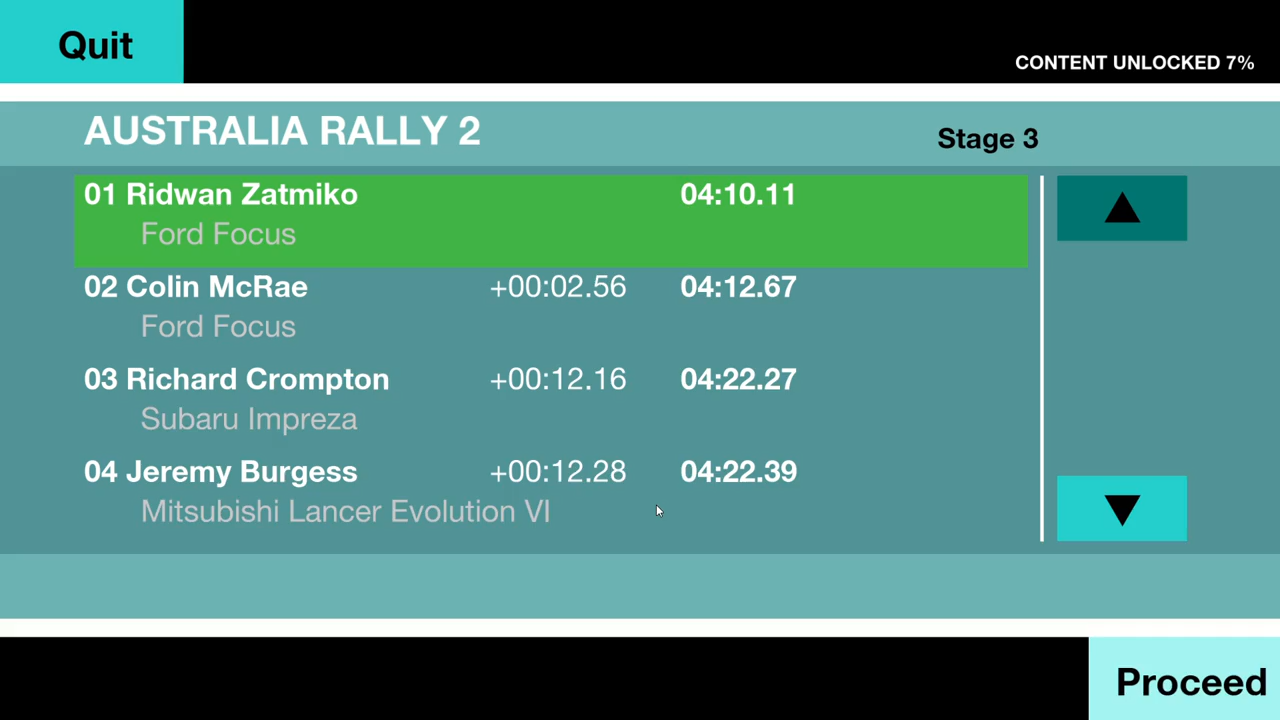 Quit
CONTENT UNLOCKED 7%
AUSTRALIA RALLY 2
Stage 3
01 Ridwan Zatmiko 04:10.11
Ford Focus
02 Colin McRae +00:02.56 04:12.67
Ford Focus
03 Richard Crompton +00:12.16 04:22.27
Subaru Impreza
04 Jeremy Burgess +00:12.28 04:22.39
Mitsubishi Lancer Evolution VI
Proceed